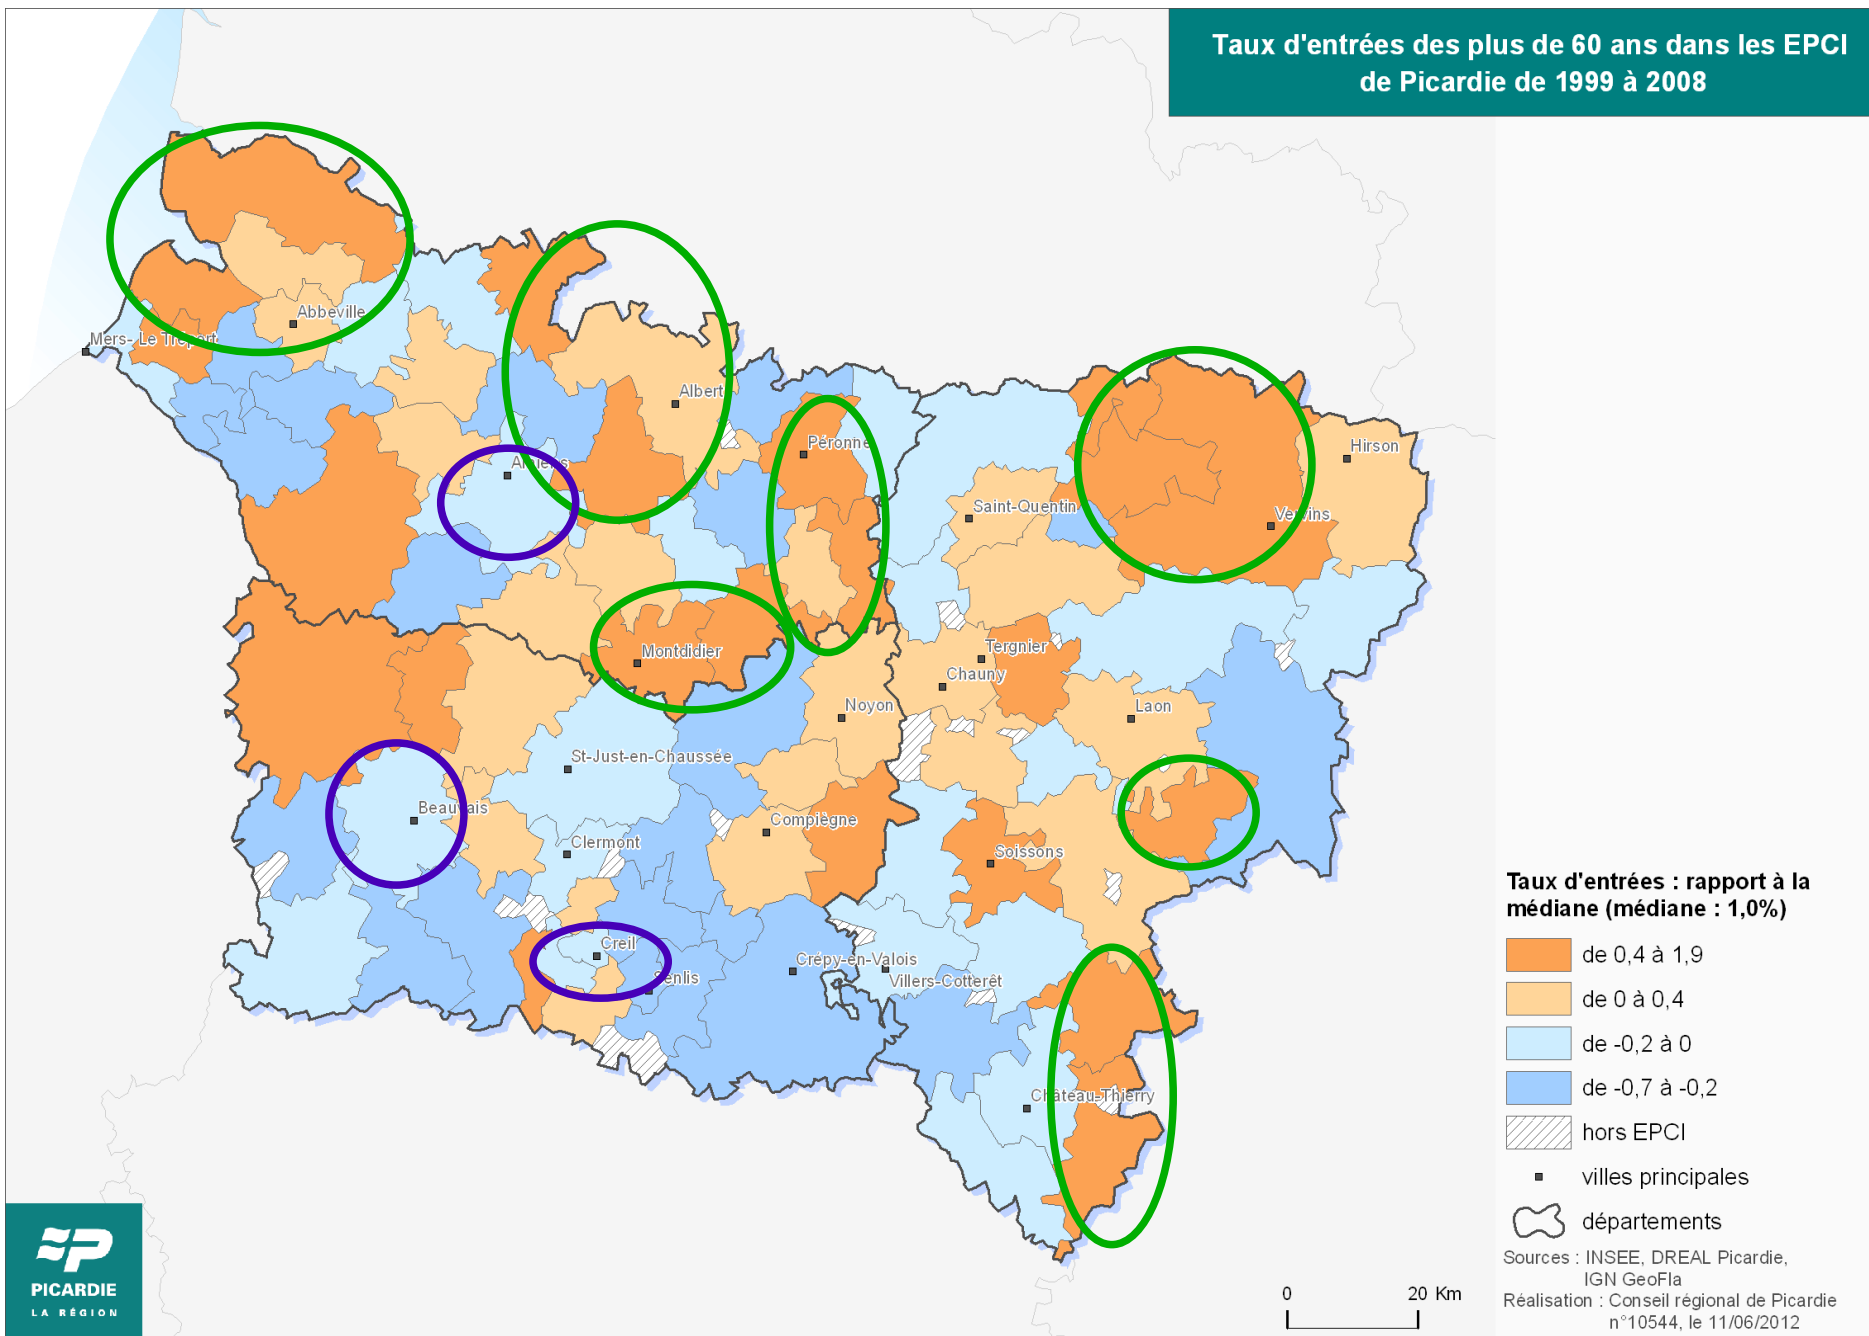 Taux d'entrées des plus de 60 ans dans les EPCI
de Picardie de 1999 à 2008
Abbeville
Mers- Le Tréport
Albert
Péronne
Hirson
Amiens
Saint-Quentin
Vervins
Montdidier
Tergnier
Chauny
Noyon
Laon
St-Just-en-Chaussée
Beauvais
Compiègne
Clermont
Soissons
Creil
Crépy-en-Valois
Senlis
Villers-Cotterêt
Château-Thierry
Taux d'entrées : rapport à la
médiane (médiane : 1,0%)
de 0,4 à 1,9
de 0 à 0,4
de -0,2 à 0
de -0,7 à -0,2
hors EPCI
villes principales
départements
Sources : INSEE, DREAL Picardie,
IGN GeoFla
Réalisation : Conseil régional de Picardie
n°10544, le 11/06/2012
0 20 Km
PICARDIE
LA RÉGION